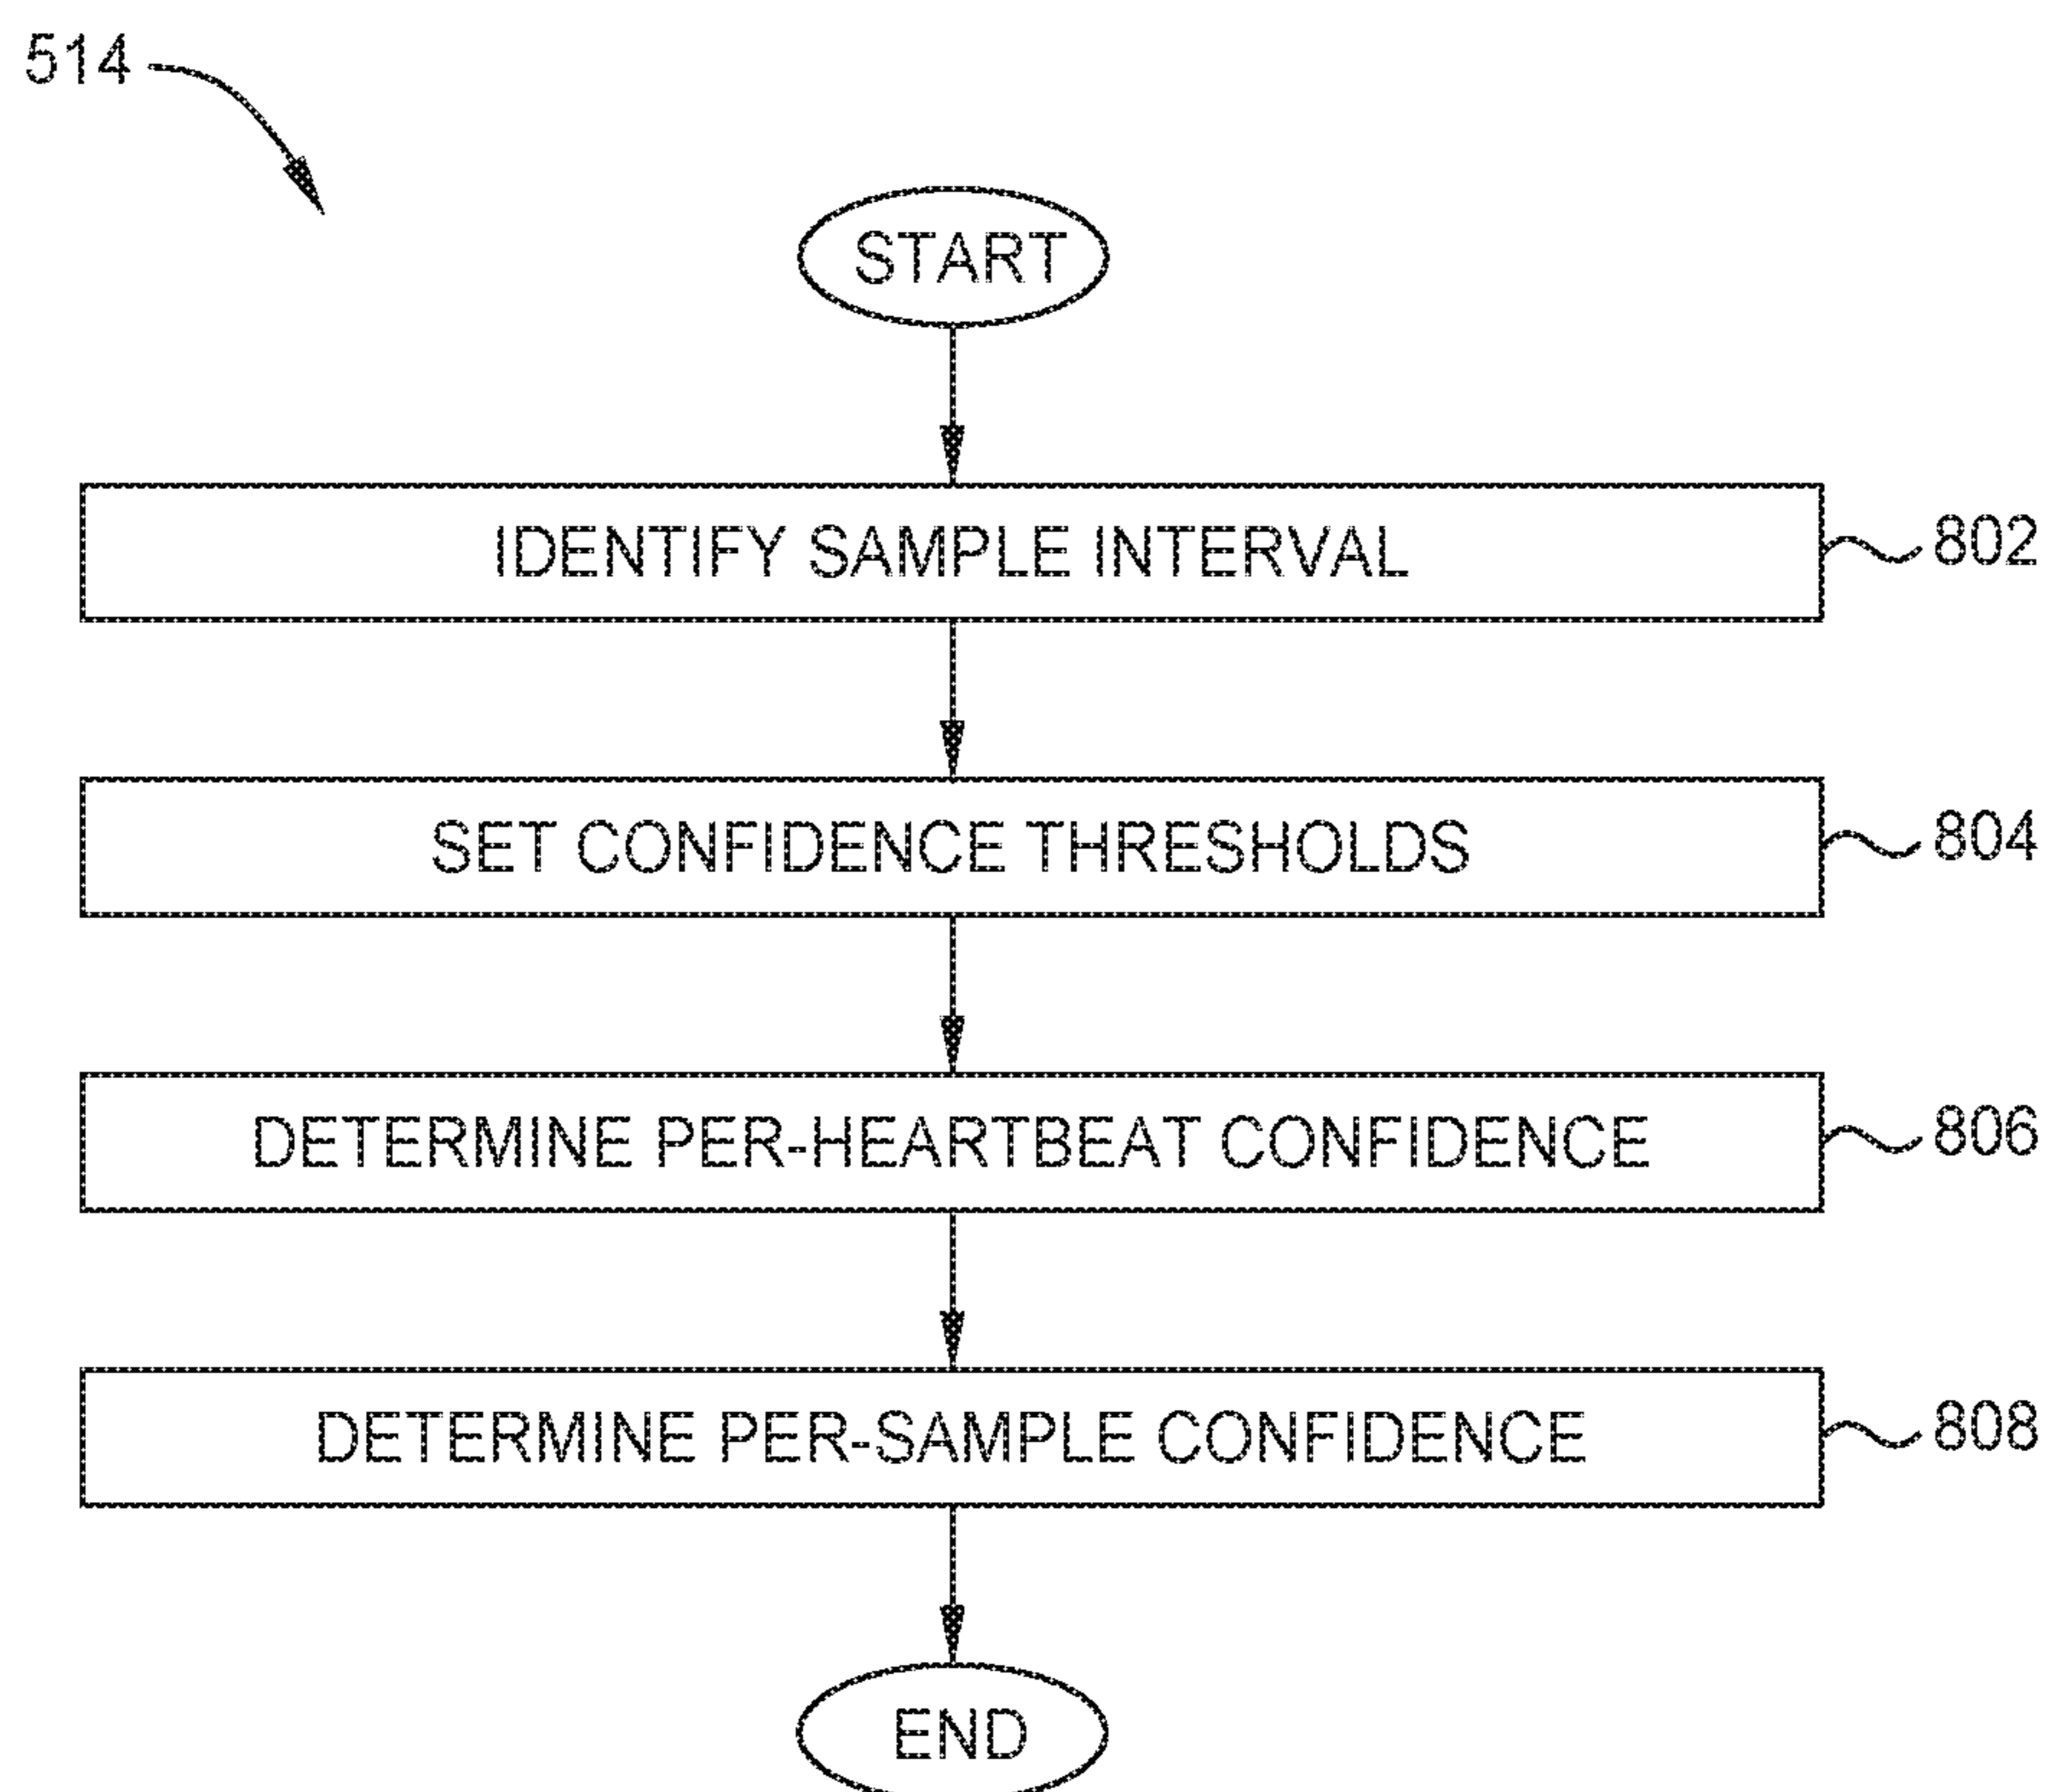 514
START
IDENTIFY SAMPLE INTERVAL
802
SET CONFIDENCE THRESHOLDS
804
DETERMINE PER-HEARTBEAT CONFIDENCE
806
DETERMINE PER-SAMPLE CONFIDENCE
808
END